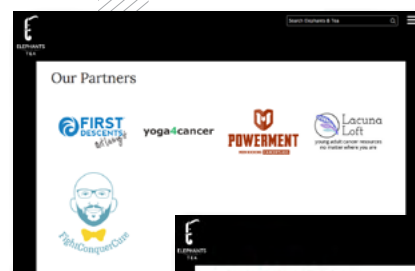 ELEPHANTS
TEA
Search Elephants & Tea
Our Partners
FIRST
DESCENTS
yoga4cancer
POWERMENT
Lacuna
Loft
young adult cancer resources
no matter where you are
FightConquerCure
ELEPHANTS
TEA